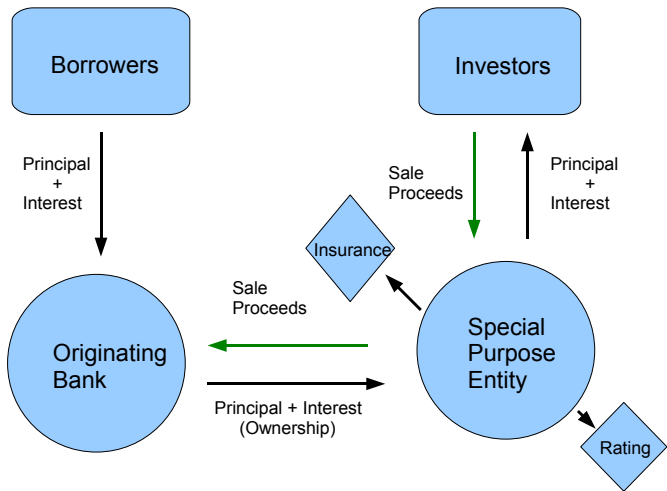 Borrowers
Investors
Principal
+
Interest
Sale
Proceeds
Principal
+
Interest
Insurance
Sale
Proceeds
Originating
Bank
Special
Purpose
Entity
Principal + Interest
(Ownership)
Rating